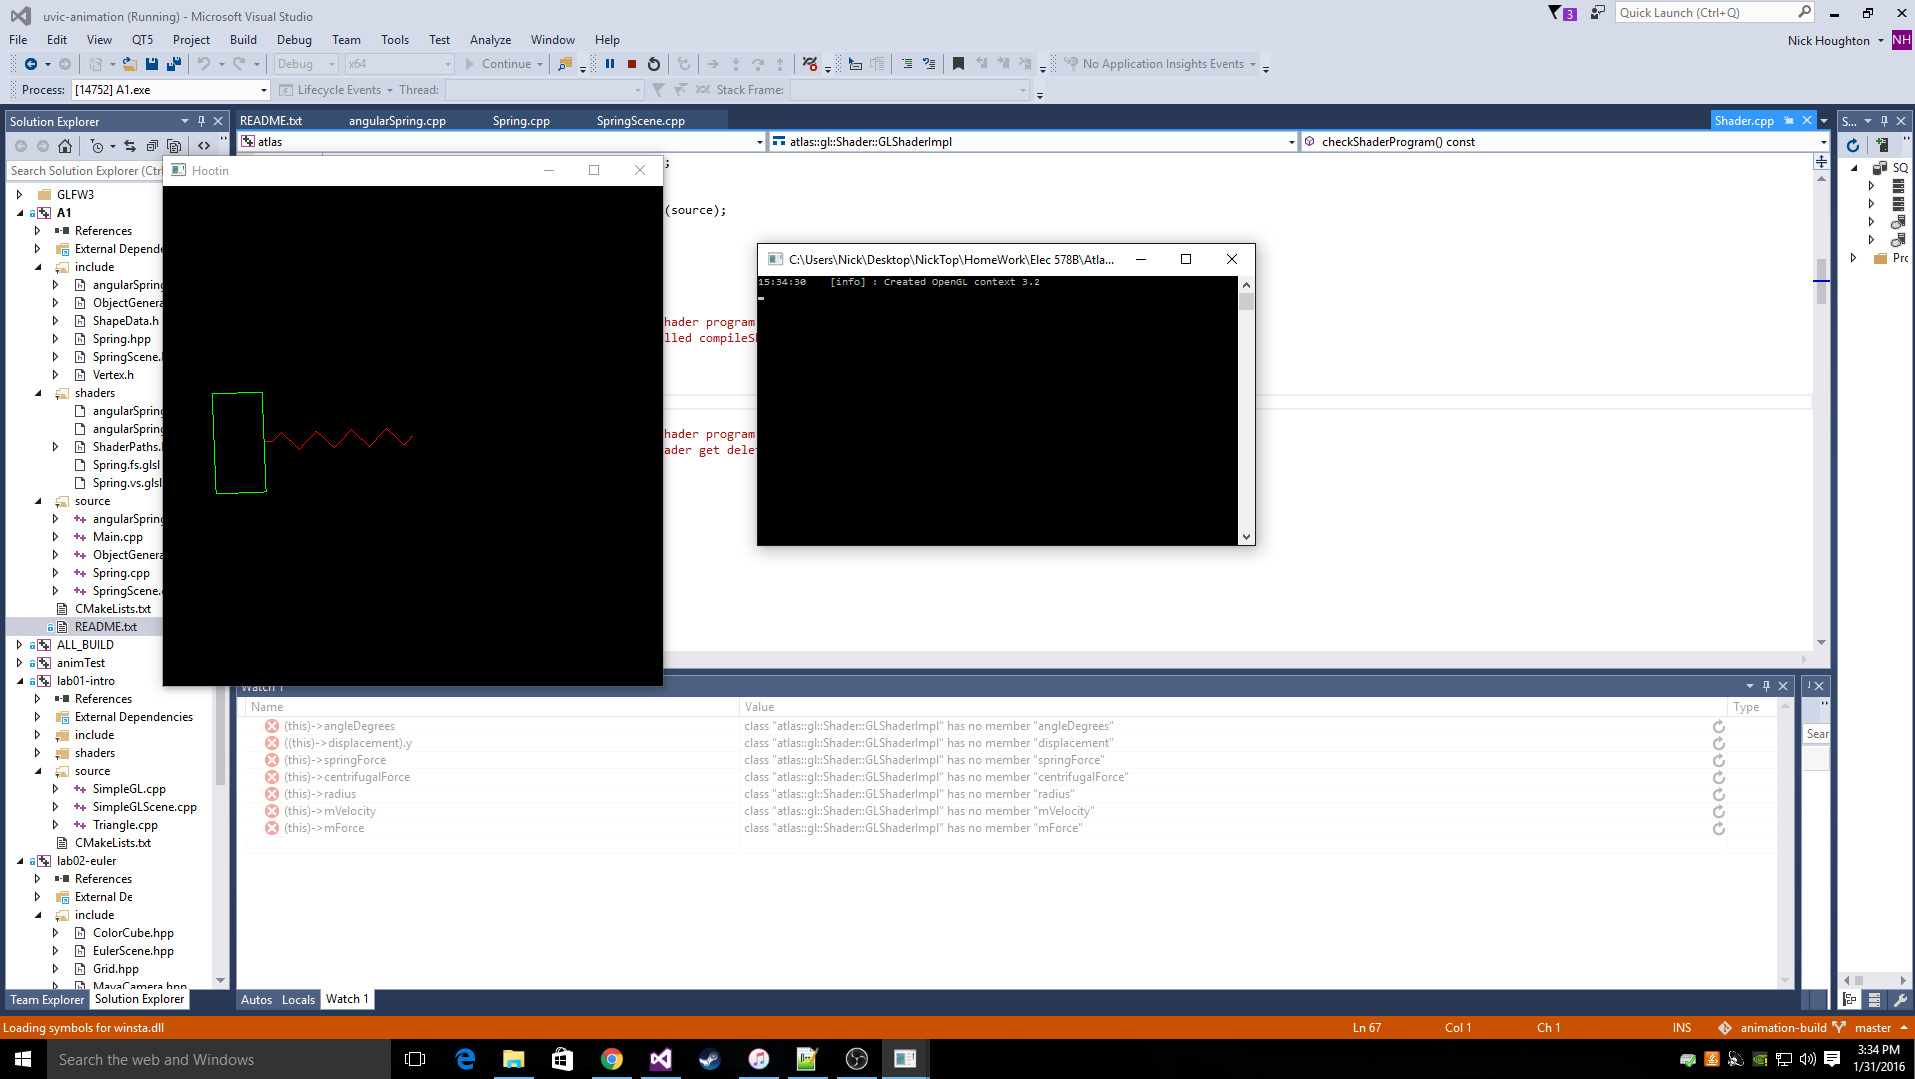 uvic-animation (Running) - Microsoft Visual Studio
3
Quick Launch (Ctrl+Q)
File Edit View QT5 Project Build Debug Team Tools Test Analyze Window Help
Nick Houghton NH
Debug x64 Continue No Application Insights Events
Process: [14752] A1.exe Lifecycle Events Thread: Stack Frame:
Solution Explorer
README.txt angularSpring.cpp Spring.cpp SpringScene.cpp Shader.cpp
S...
atlas atlas::gl::Shader::GLShaderImpl checkShaderProgram() const
Search Solution Explorer (Ctrl
Hootin
;
(source);
hader program
lled compileS
hader program
ader get dele
C:\Users\Nick\Desktop\NickTop\HomeWork\Elec 578B\Atla...
15:34:30 [info] : Created OpenGL context 3.2
GLFW3
A1
References
External Depende
include
angularSpring
ObjectGenera
ShapeData.h
Spring.hpp
SpringScene.
Vertex.h
shaders
angularSpring
angularSpring
ShaderPaths.
Spring.fs.glsl
Spring.vs.glsl
source
angularSpring
Main.cpp
ObjectGenera
Spring.cpp
SpringScene.
CMakeLists.txt
README.txt
ALL_BUILD
animTest
lab01-intro
References
External Dependencies
include
shaders
source
SimpleGL.cpp
SimpleGLScene.cpp
Triangle.cpp
CMakeLists.txt
lab02-euler
References
External De
include
ColorCube.hpp
EulerScene.hpp
Grid.hpp
MayaCamera.hpp
Team Explorer Solution Explorer
SQ
Pro
Watch 1
Name Value Type
(this)->angleDegrees class "atlas::gl::Shader::GLShaderImpl" has no member "angleDegrees"
((this)->displacement).y class "atlas::gl::Shader::GLShaderImpl" has no member "displacement"
(this)->springForce class "atlas::gl::Shader::GLShaderImpl" has no member "springForce"
(this)->centrifugalForce class "atlas::gl::Shader::GLShaderImpl" has no member "centrifugalForce"
(this)->radius class "atlas::gl::Shader::GLShaderImpl" has no member "radius"
(this)->mVelocity class "atlas::gl::Shader::GLShaderImpl" has no member "mVelocity"
(this)->mForce class "atlas::gl::Shader::GLShaderImpl" has no member "mForce"
Sear
Autos Locals Watch 1
Loading symbols for winsta.dll Ln 67 Col 1 Ch 1 INS animation-build master
Search the web and Windows
3:34 PM
1/31/2016